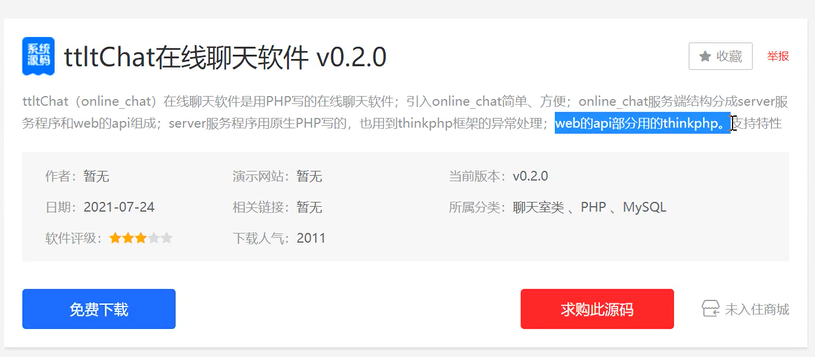 系统
源码
ttltChat在线聊天软件 v0.2.0
收藏
举报
ttltChat（online_chat）在线聊天软件是用PHP写的在线聊天软件；引入online_chat简单、方便；online_chat服务端结构分成server服
务程序和web的api组成；server服务程序用原生PHP写的，也用到thinkphp框架的异常处理；web的api部分用的thinkphp。支持特性
作者：暂无 演示网站：暂无 当前版本：v0.2.0
日期：2021-07-24 相关链接：暂无 所属分类：聊天室类 、PHP 、MySQL
软件评级： 下载人气：2011
免费下载
求购此源码
未入住商城